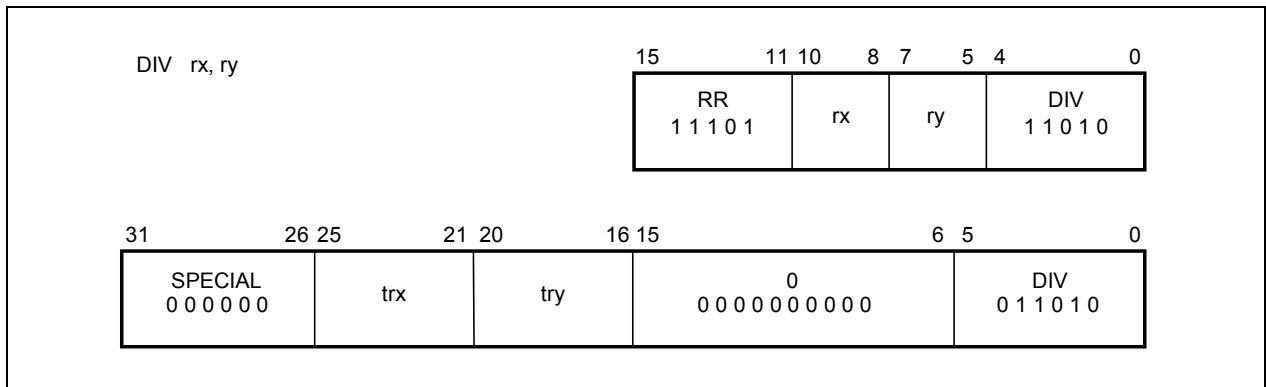 DIV rx, ry
15 11 10 8 7 5 4 0
RR rx ry DIV
1 1 1 0 1 1 1 0 1 0
31 26 25 21 20 16 15 6 5 0
SPECIAL trx try 0 DIV
0 0 0 0 0 0 0 0 0 0 0 0 0 0 0 0 0 1 1 0 1 0